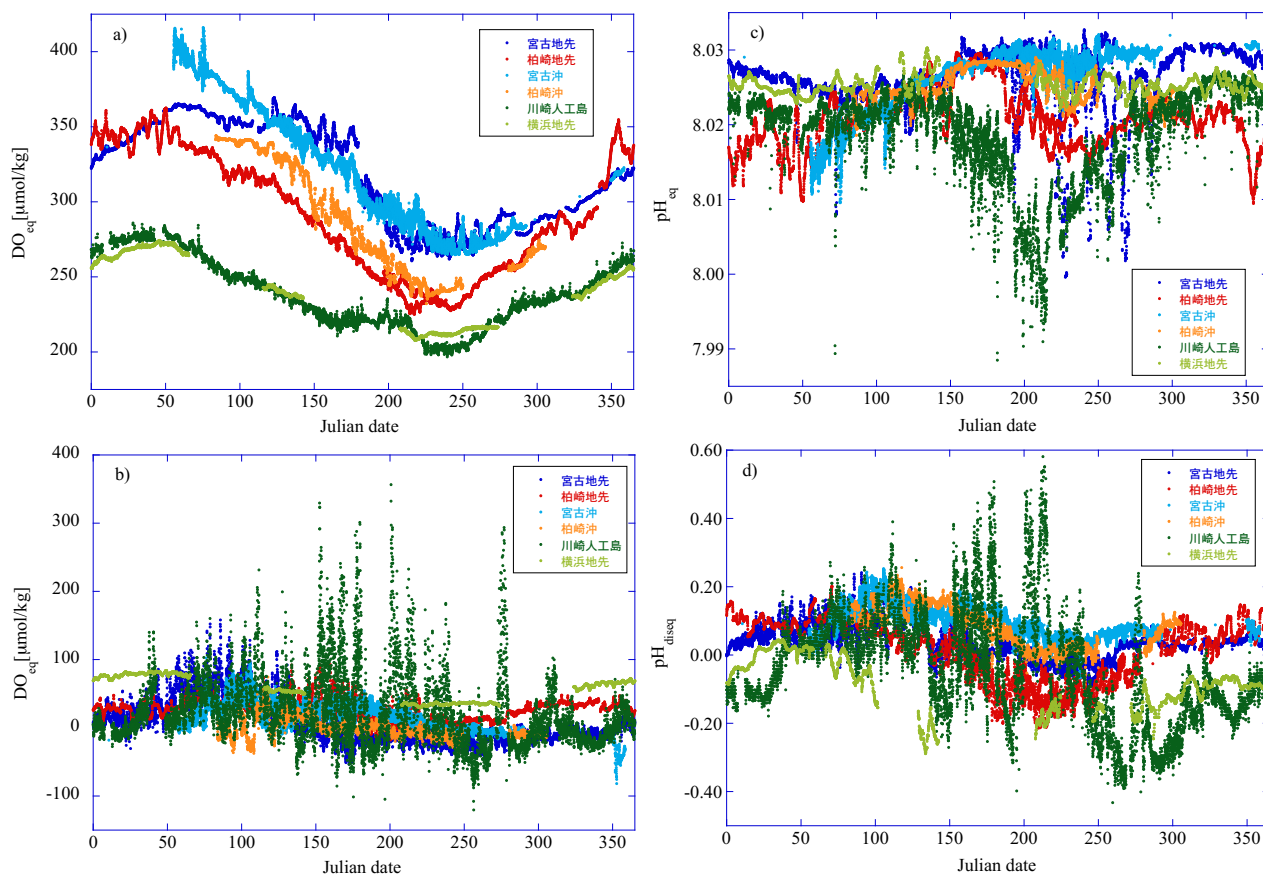 a)
400
350
300
250
200
0
50
100
150
200
250
300
350
Julian date
DO_eq [μmol/kg]
宮古地先
柏崎地先
宮古沖
柏崎沖
川崎人工島
横浜地先
c)
8.03
8.02
8.01
8.00
7.99
0
50
100
150
200
250
300
350
Julian date
pH_eq
宮古地先
柏崎地先
宮古沖
柏崎沖
川崎人工島
横浜地先
b)
400
300
200
100
0
-100
0
50
100
150
200
250
300
350
Julian date
DO_eq [μmol/kg]
宮古地先
柏崎地先
宮古沖
柏崎沖
川崎人工島
横浜地先
d)
0.60
0.40
0.20
0.00
-0.20
-0.40
0
50
100
150
200
250
300
350
Julian date
pH_diseq
宮古地先
柏崎地先
宮古沖
柏崎沖
川崎人工島
横浜地先